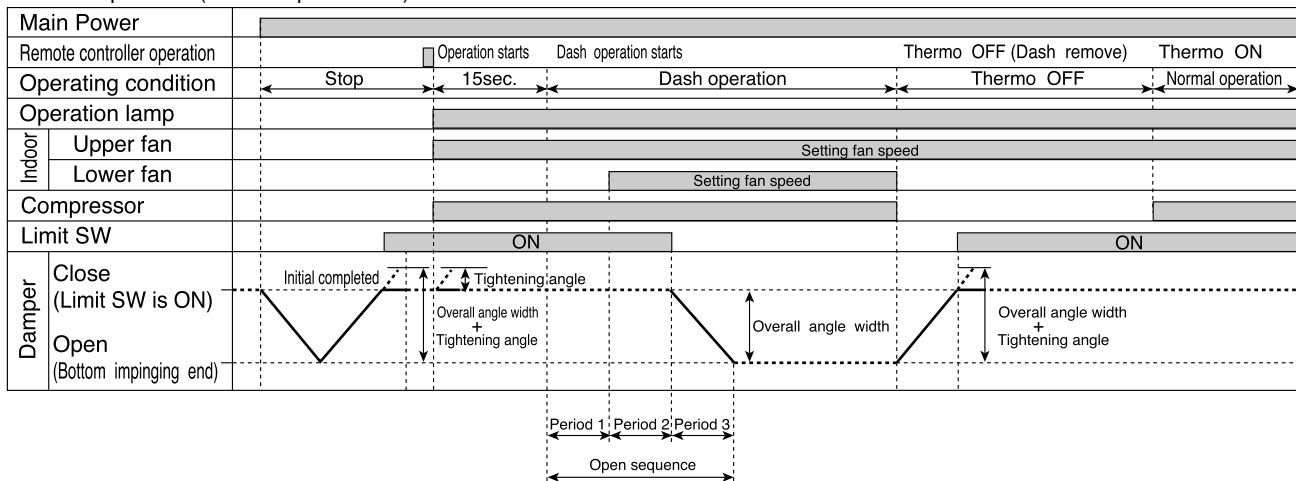 Main Power
Remote controller operation
Operation starts
Dash operation starts
Thermo OFF (Dash remove)
Thermo ON
Operating condition
Stop
15sec.
Dash operation
Thermo OFF
Normal operation
Operation lamp
Indoor
Upper fan
Setting fan speed
Lower fan
Setting fan speed
Compressor
Limit SW
ON
ON
Damper
Close
(Limit SW is ON)
Open
(Bottom impinging end)
Initial completed
Tightening angle
Overall angle width
+
Tightening angle
Overall angle width
Overall angle width
+
Tightening angle
Period 1
Period 2
Period 3
Open sequence